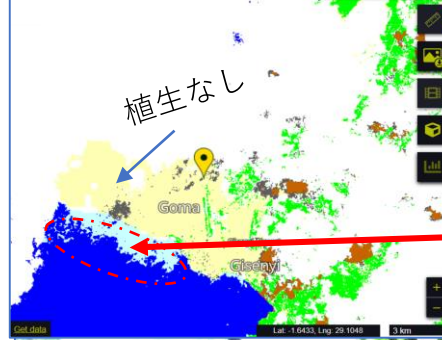 植生なし
Goma
Gisenyi
Get data
Lat: -1.6433, Lng: 29.1048
3 km
+
-